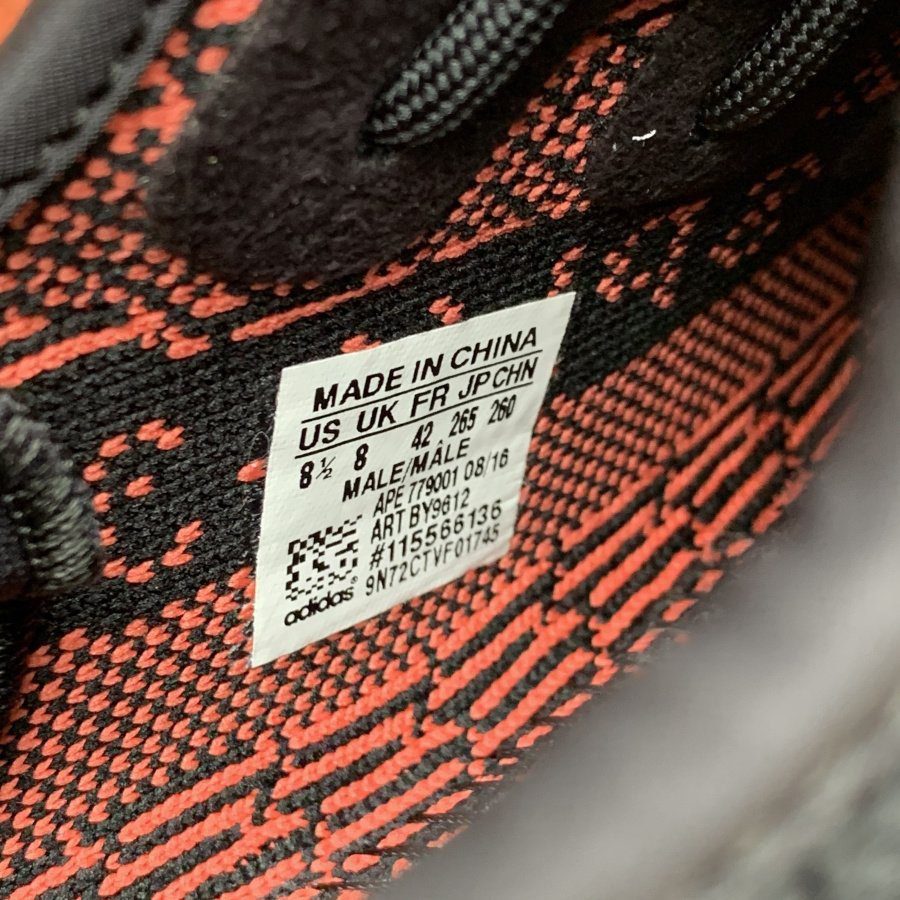 MADE IN CHINA
US UK FR JP CHN
8½ 8 42 265 260
MALE/MÂLE
APE 779001 08/16
ART BY9612
#115566136
9N72CTVF01745
adidas®